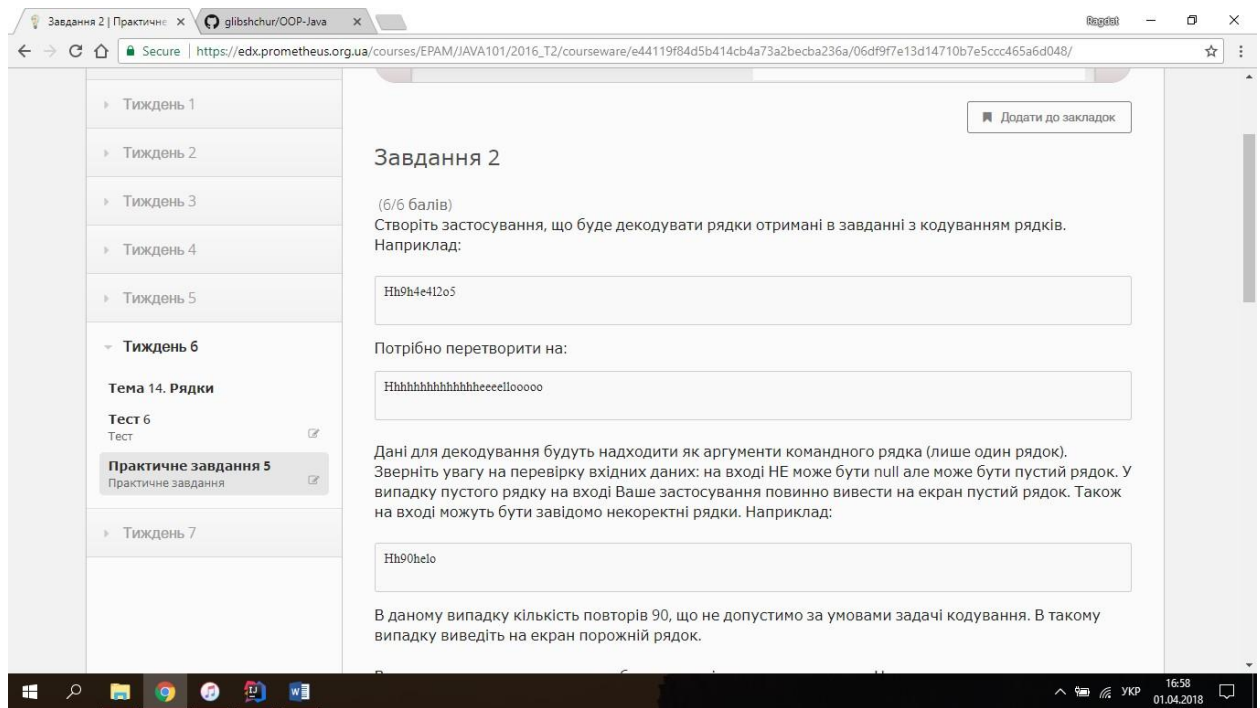 Завдання 2 | Практичне
glibshchur/OOP-Java
Ragdat
Secure | https://edx.prometheus.org.ua/courses/EPAM/JAVA101/2016_T2/courseware/e44119f84d5b414cb4a73a2becba236a/06df9f7e13d14710b7e5ccc465a6d048/
Тиждень 1
Тиждень 2
Тиждень 3
Тиждень 4
Тиждень 5
Тиждень 6
Тема 14. Рядки
Тест 6
Тест
Практичне завдання 5
Практичне завдання
Тиждень 7
Додати до закладок
Завдання 2
(6/6 балів)
Створіть застосування, що буде декодувати рядки отримані в завданні з кодуванням рядків.
Наприклад:
Hh9h4e4l2o5
Потрібно перетворити на:
Hhhhhhhhhhhhhheeeellooooo
Дані для декодування будуть надходити як аргументи командного рядка (лише один рядок).
Зверніть увагу на перевірку вхідних даних: на вході НЕ може бути null але може бути пустий рядок. У
випадку пустого рядку на вході Ваше застосування повинно вивести на екран пустий рядок. Також
на вході можуть бути завідомо некоректні рядки. Наприклад:
Hh90helo
В даному випадку кількість повторів 90, що не допустимо за умовами задачі кодування. В такому
випадку виведіть на екран порожній рядок.
УКР
16:58
01.04.2018